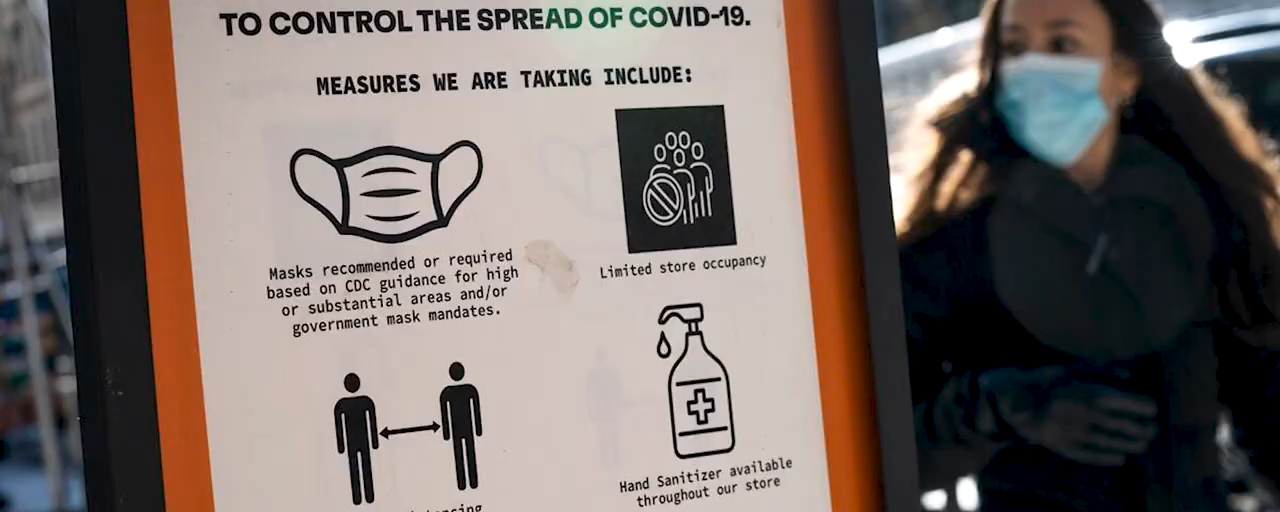 TO CONTROL THE SPREAD OF COVID-19.
MEASURES WE ARE TAKING INCLUDE:
Masks recommended or required
based on CDC guidance for high
or substantial areas and/or
government mask mandates.
Limited store occupancy
Hand Sanitizer available
throughout our store